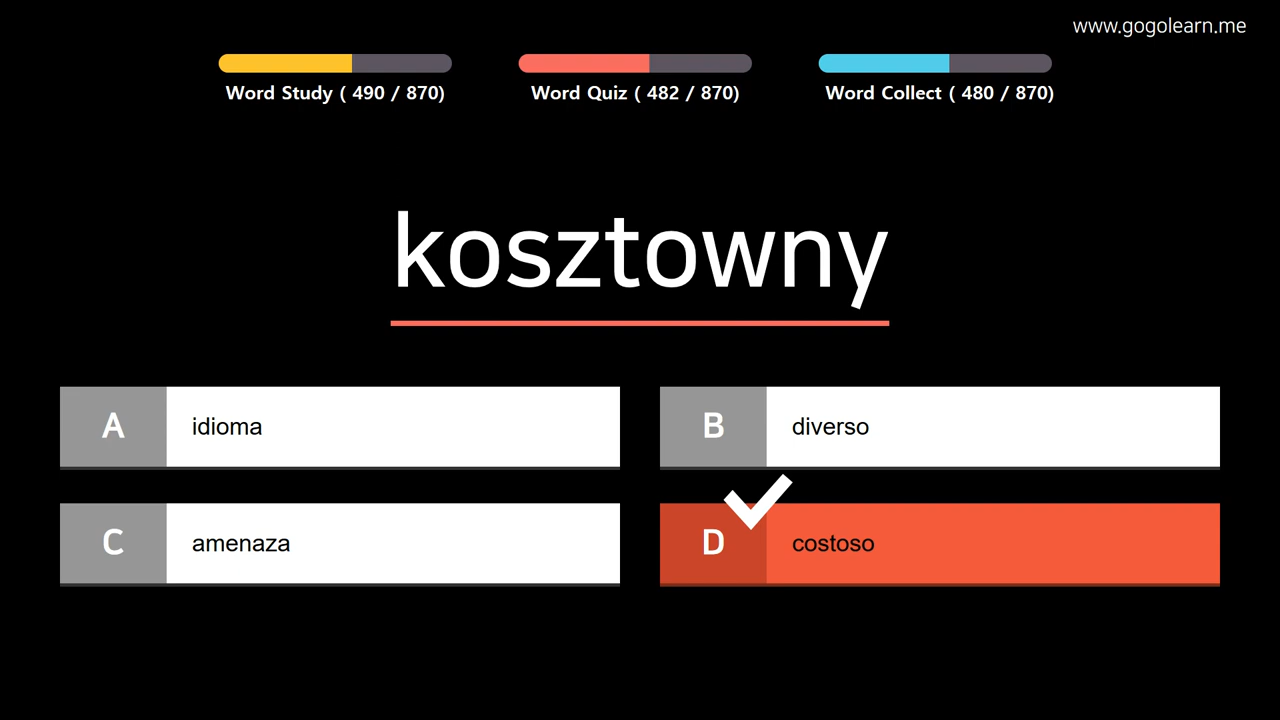 www.gogolearn.me
Word Study ( 490 / 870)
Word Quiz ( 482 / 870)
Word Collect ( 480 / 870)
kosztowny
A idioma
B diverso
C amenaza
D costoso